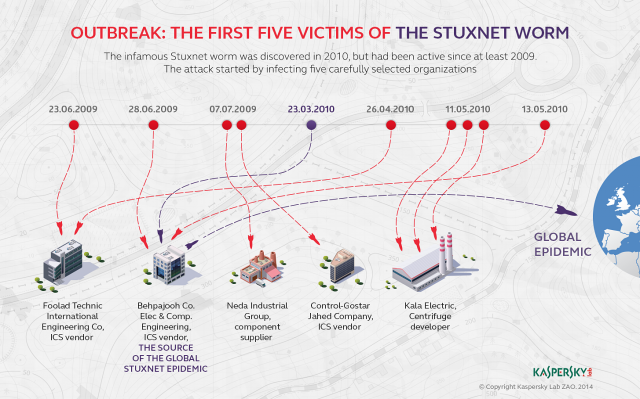 OUTBREAK: THE FIRST FIVE VICTIMS OF THE STUXNET WORM
The infamous Stuxnet worm was discovered in 2010, but had been active since at least 2009.
The attack started by infecting five carefully selected organizations
23.06.2009 28.06.2009 07.07.2009 23.03.2010 26.04.2010 11.05.2010 13.05.2010
GLOBAL
EPIDEMIC
Foolad Technic
International
Engineering Co,
ICS vendor
Behpajooh Co.
Elec & Comp.
Engineering,
ICS vendor,
THE SOURCE
OF THE GLOBAL
STUXNET EPIDEMIC
Neda Industrial
Group,
component
supplier
Control-Gostar
Jahed Company,
ICS vendor
Kala Electric,
Centrifuge
developer
KASPERSKY lab
© Copyright Kaspersky Lab ZAO. 2014